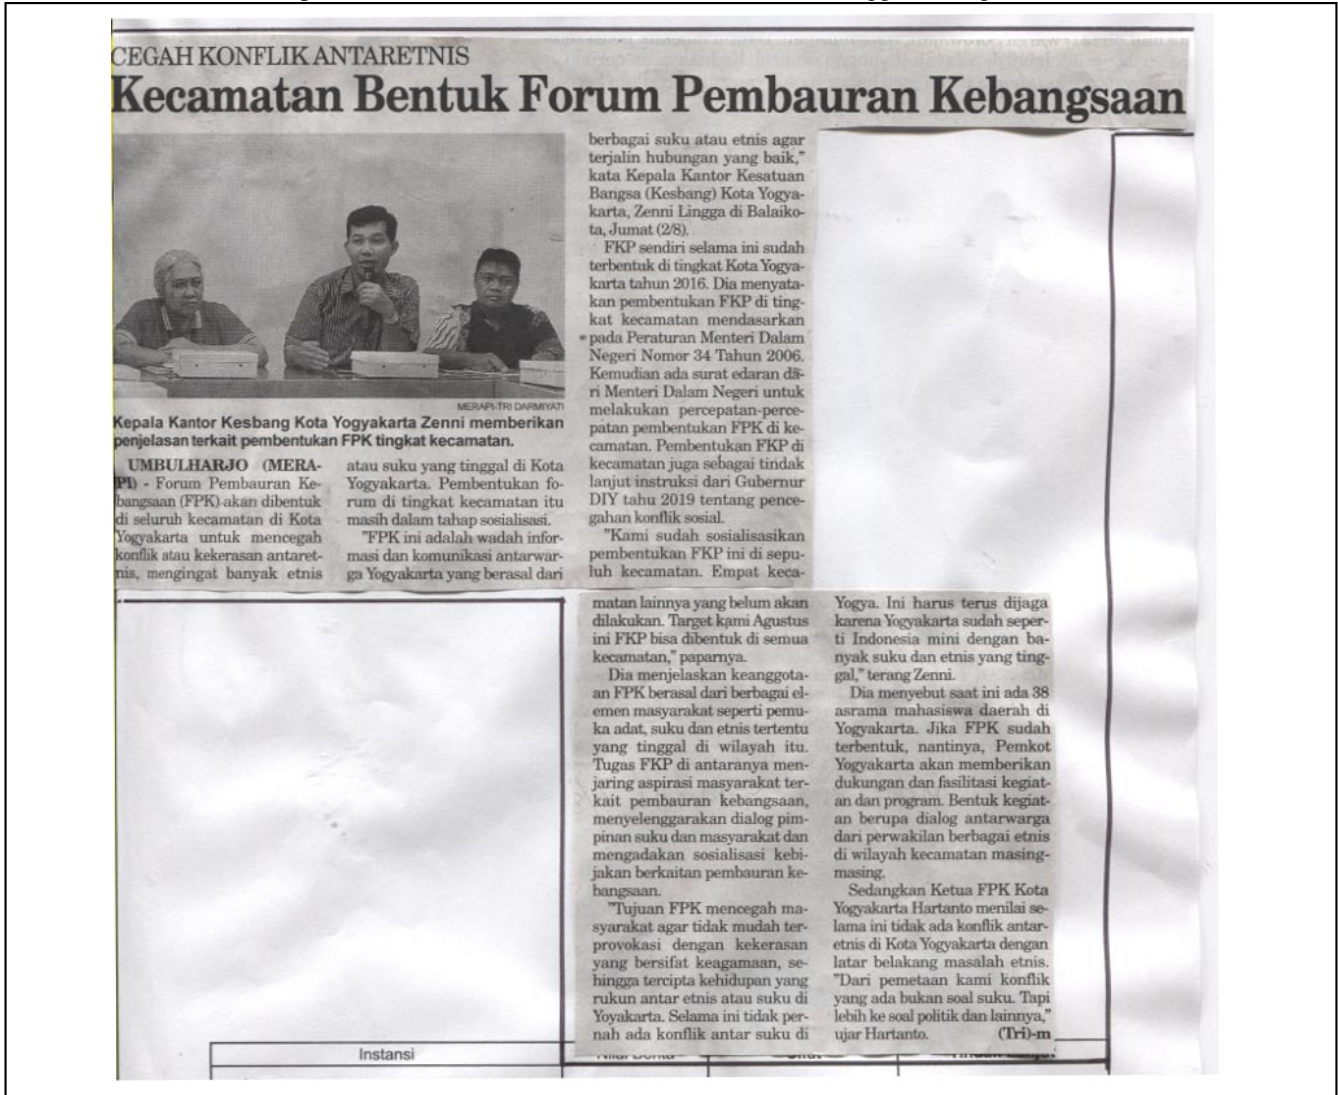 CEGAH KONFLIK ANTARETNIS
Kecamatan Bentuk Forum Pembauran Kebangsaan
MERAPI-TRI DARMIYATI
Kepala Kantor Kesbang Kota Yogyakarta Zenni memberikan
penjelasan terkait pembentukan FPK tingkat kecamatan.
UMBULHARJO (MERA-
PI) - Forum Pembauran Ke-
bangsaan (FPK) akan dibentuk
di seluruh kecamatan di Kota
Yogyakarta untuk mencegah
konflik atau kekerasan antaret-
nis, mengingat banyak etnis
atau suku yang tinggal di Kota
Yogyakarta. Pembentukan fo-
rum di tingkat kecamatan itu
masih dalam tahap sosialisasi.
"FPK ini adalah wadah infor-
masi dan komunikasi antarwar-
ga Yogyakarta yang berasal dari
berbagai suku atau etnis agar
terjalin hubungan yang baik,"
kata Kepala Kantor Kesatuan
Bangsa (Kesbang) Kota Yogya-
karta, Zenni Lingga di Balaiko-
ta, Jumat (2/8).
FKP sendiri selama ini sudah
terbentuk di tingkat Kota Yogya-
karta tahun 2016. Dia menyata-
kan pembentukan FKP di ting-
kat kecamatan mendasarkan
pada Peraturan Menteri Dalam
Negeri Nomor 34 Tahun 2006.
Kemudian ada surat edaran da-
ri Menteri Dalam Negeri untuk
melakukan percepatan-perce-
patan pembentukan FPK di ke-
camatan. Pembentukan FKP di
kecamatan juga sebagai tindak
lanjut instruksi dari Gubernur
DIY tahu 2019 tentang pence-
gahan konflik sosial.
"Kami sudah sosialisasikan
pembentukan FKP ini di sepu-
luh kecamatan. Empat keca-
matan lainnya yang belum akan
dilakukan. Target kami Agustus
ini FKP bisa dibentuk di semua
kecamatan," paparnya.
Dia menjelaskan keanggota-
an FPK berasal dari berbagai el-
emen masyarakat seperti pemu-
ka adat, suku dan etnis tertentu
yang tinggal di wilayah itu.
Tugas FKP di antaranya men-
jaring aspirasi masyarakat ter-
kait pembauran kebangsaan,
menyelenggarakan dialog pim-
pinan suku dan masyarakat dan
mengadakan sosialisasi kebi-
jakan berkaitan pembauran ke-
bangsaan.
"Tujuan FPK mencegah ma-
syarakat agar tidak mudah ter-
provokasi dengan kekerasan
yang bersifat keagamaan, se-
hingga tercipta kehidupan yang
rukun antar etnis atau suku di
Yoyakarta. Selama ini tidak per-
nah ada konflik antar suku di
Yogya. Ini harus terus dijaga
karena Yogyakarta sudah seper-
ti Indonesia mini dengan ba-
nyak suku dan etnis yang ting-
gal," terang Zenni.
Dia menyebut saat ini ada 38
asrama mahasiswa daerah di
Yogyakarta. Jika FPK sudah
terbentuk, nantinya, Pemkot
Yogyakarta akan memberikan
dukungan dan fasilitasi kegiat-
an dan program. Bentuk kegiat-
an berupa dialog antarwarga
dari perwakilan berbagai etnis
di wilayah kecamatan masing-
masing.
Sedangkan Ketua FPK Kota
Yogyakarta Hartanto menilai se-
lama ini tidak ada konflik antar-
etnis di Kota Yogyakarta dengan
latar belakang masalah etnis.
"Dari pemetaan kami konflik
yang ada bukan soal suku. Tapi
lebih ke soal politik dan lainnya,"
ujar Hartanto. (Tri)-m
Instansi